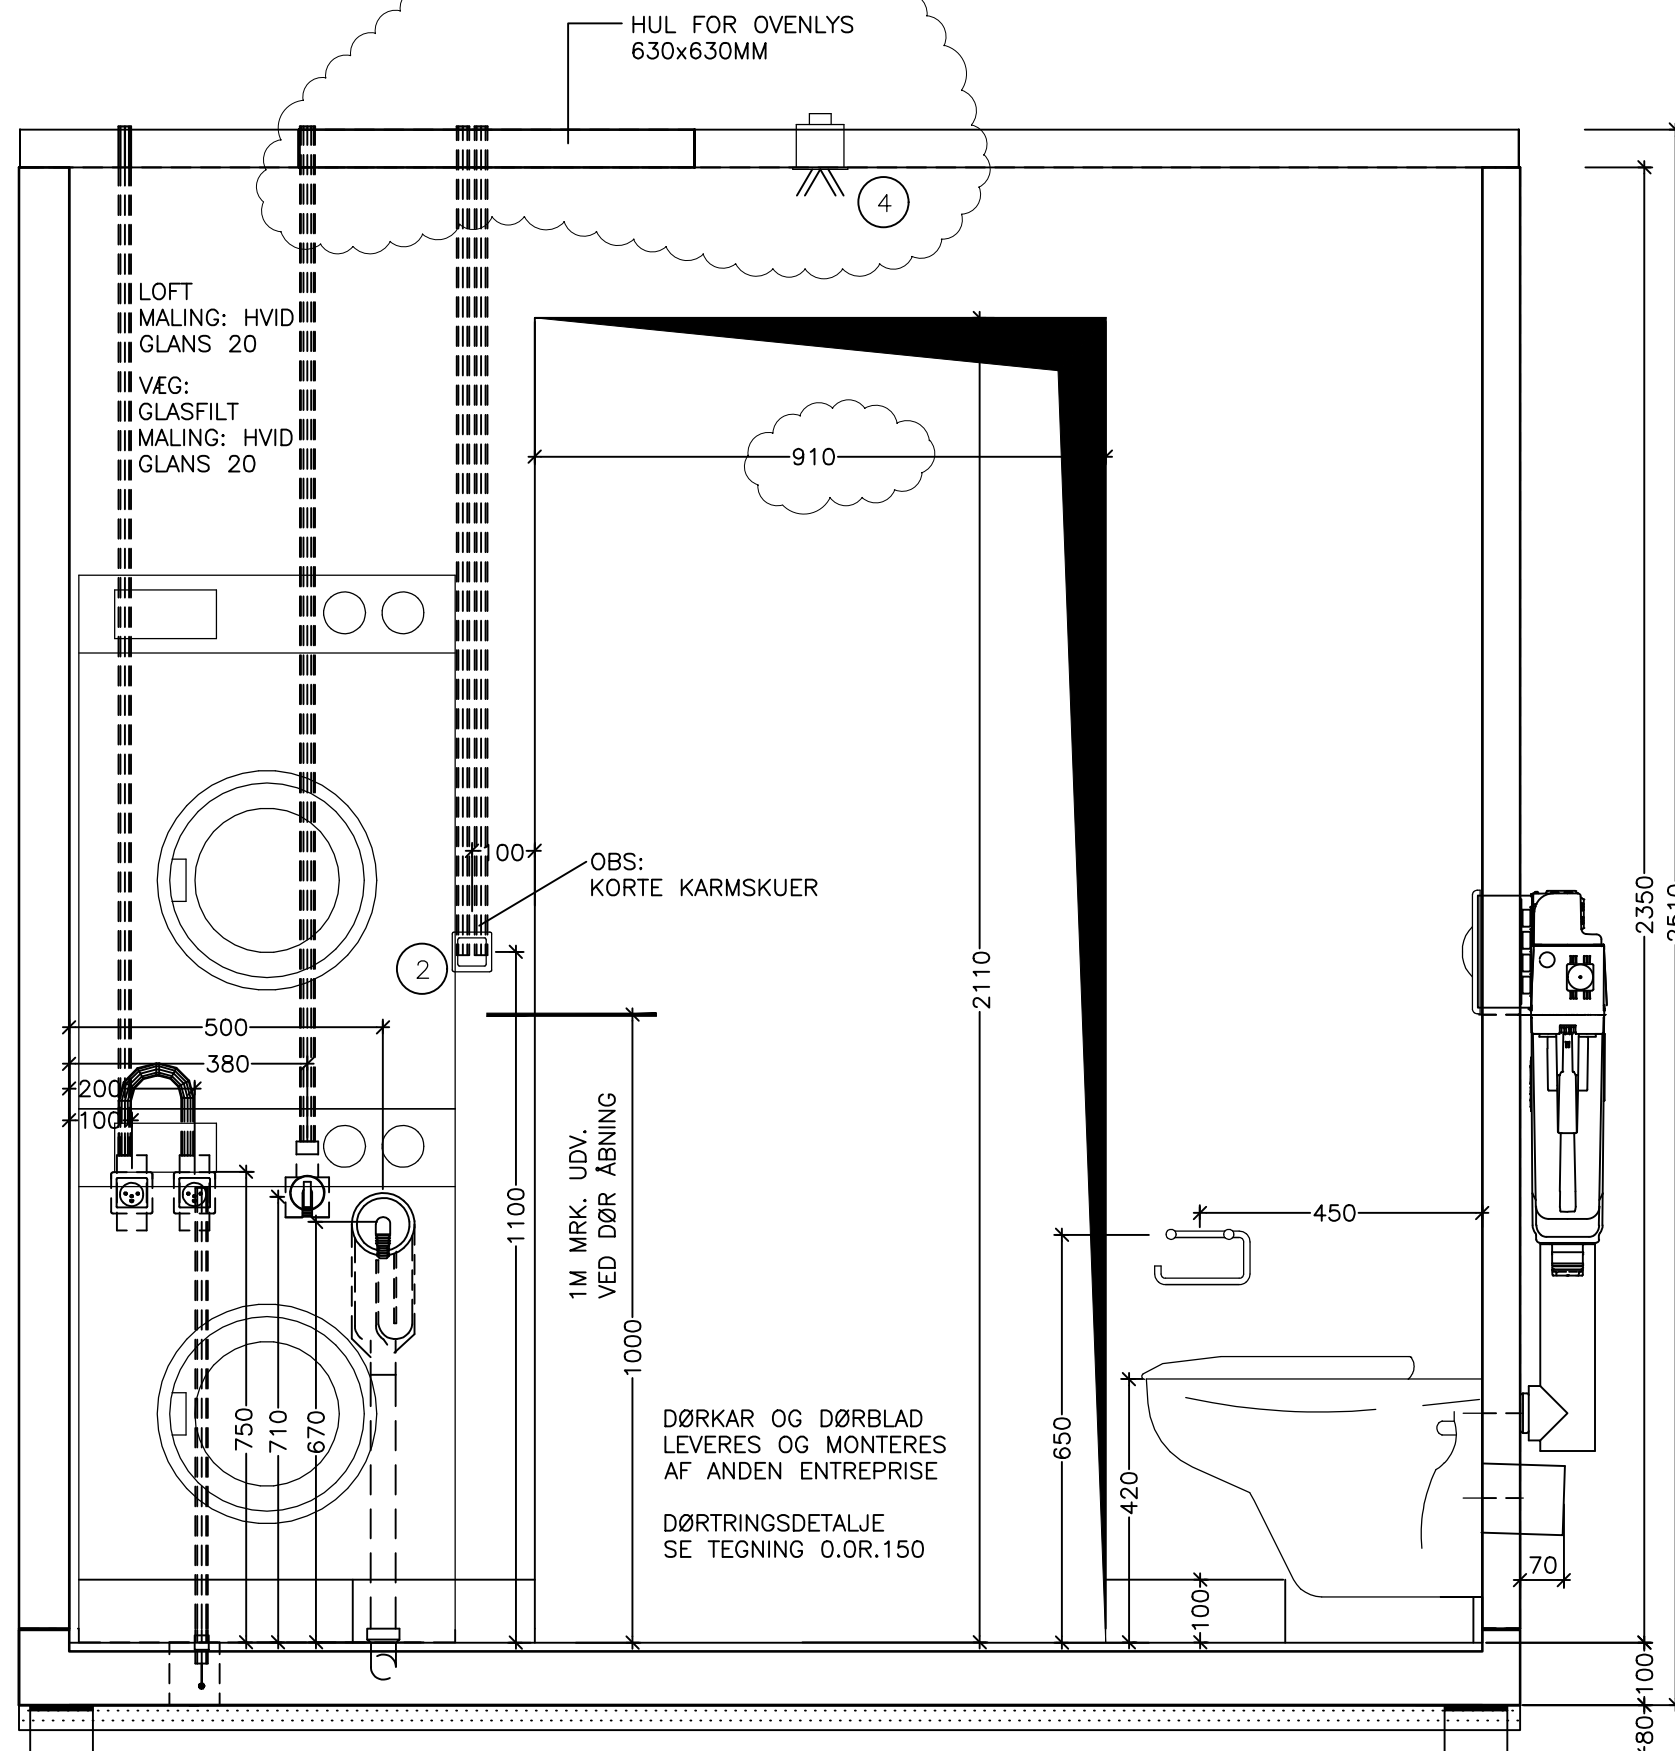 HUL FOR OVENLYS
630x630MM
4
LOFT
MALING: HVID
GLANS 20
VÆG:
GLASFILT
MALING: HVID
GLANS 20
910
100
OBS:
KORTE KARMSKUER
2
2110
2350
2510
500
380
200
100
1M MRK. UDV.
VED DØR ÅBNING
1100
1000
450
750
710
670
650
420
DØRKAR OG DØRBLAD
LEVERES OG MONTERES
AF ANDEN ENTREPRISE
DØRTRINGSDETALJE
SE TEGNING 0.0R.150
70
100
100
80